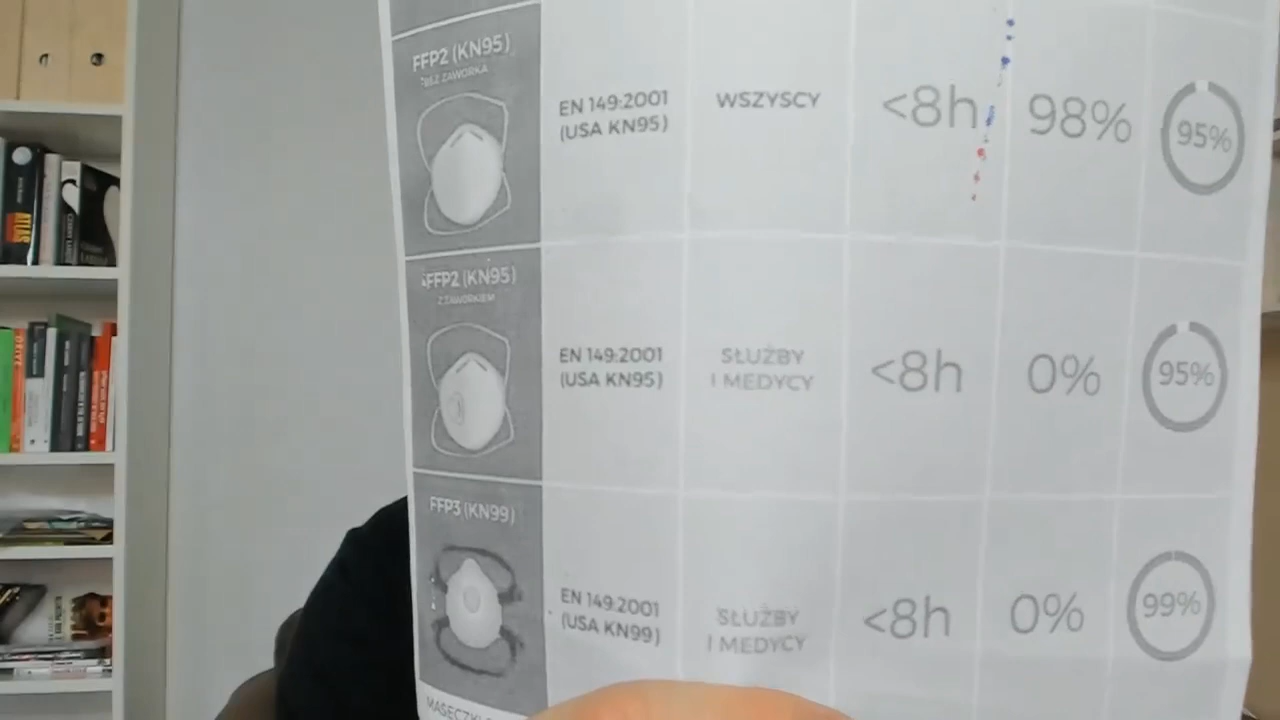 FFP2 (KN95)
BEZ ZAWORKA
EN 149:2001
(USA KN95)
WSZYSCY
<8h
98%
95%
FFP2 (KN95)
Z ZAWORKIEM
EN 149:2001
(USA KN95)
SŁUŻBY
I MEDYCY
<8h
0%
95%
FFP3 (KN99)
EN 149:2001
(USA KN99)
SŁUŻBY
I MEDYCY
<8h
0%
99%
MASECZKI
ATLAS